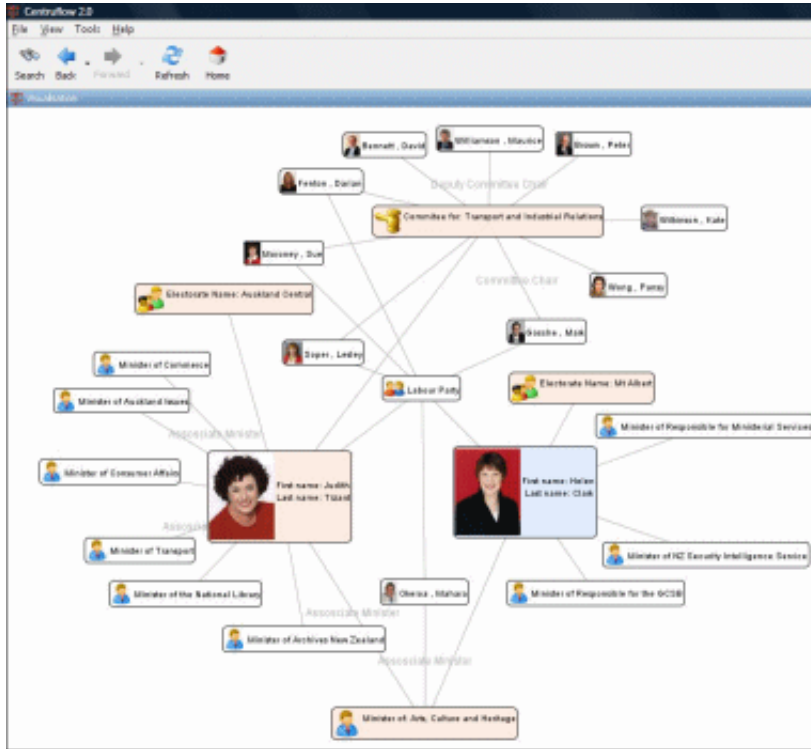 Centruflow 2.0
File View Tools Help
Search Back Forward Refresh Home
Visualisation
Bennett , David
Williamson , Maurice
Brown , Peter
Fenton , Darien
Deputy Committee Chair
Committee for: Transport and Industrial Relations
Wilkinson , Kate
Moroney , Sue
Committee Chair
Wong , Pansy
Electorate Name: Auckland Central
Gosche , Mark
Soper , Lesley
Minister of Commerce
Labour Party
Electorate Name: Mt Albert
Minister of Auckland Issues
Minister of Responsible for Ministerial Services
Associate Minister
Minister of Consumer Affairs
First name: Judith
Last name: Tizard
First name: Helen
Last name: Clark
Minister of Transport
Minister of NZ Security Intelligence Service
Minister of the National Library
Okeroa , Mahara
Minister of Responsible for the GCSB
Associate Minister
Minister of Archives New Zealand
Associate Minister
Minister of: Arts, Culture and Heritage